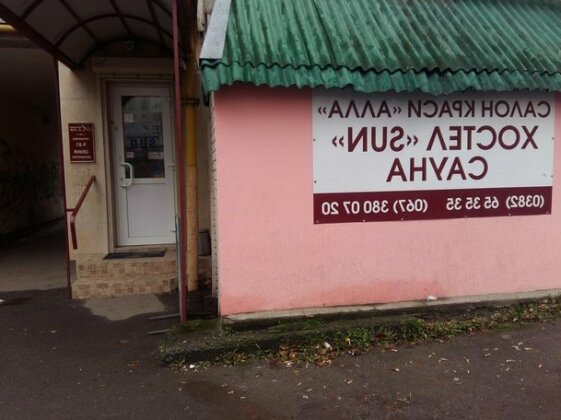 САЛОН КРАСИ «АЛЛА»
ХОСТЕЛ «SUN»
САУНА
(0382) 65 35 35 (067) 380 07 20